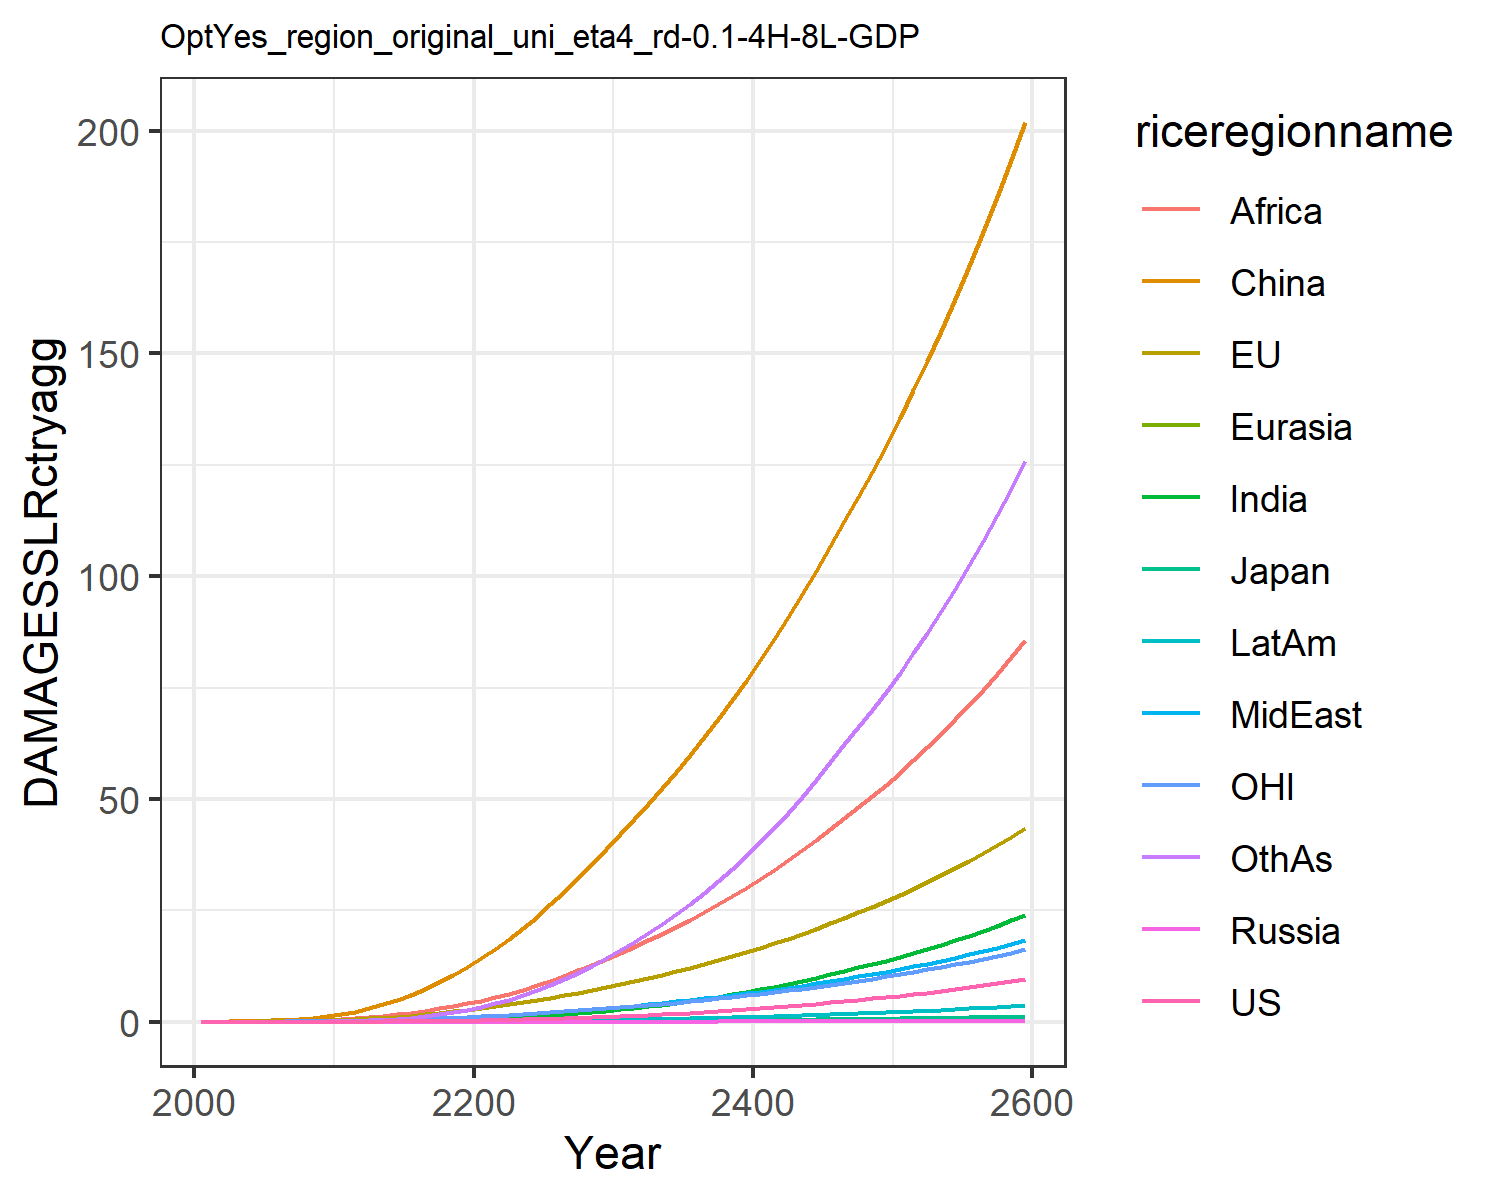 OptYes_region_original_uni_eta4_rd-0.1-4H-8L-GDP
DAMAGESSLRctryagg
200
150
100
50
0
2000
2200
2400
2600
Year
riceregionname
Africa
China
EU
Eurasia
India
Japan
LatAm
MidEast
OHI
OthAs
Russia
US